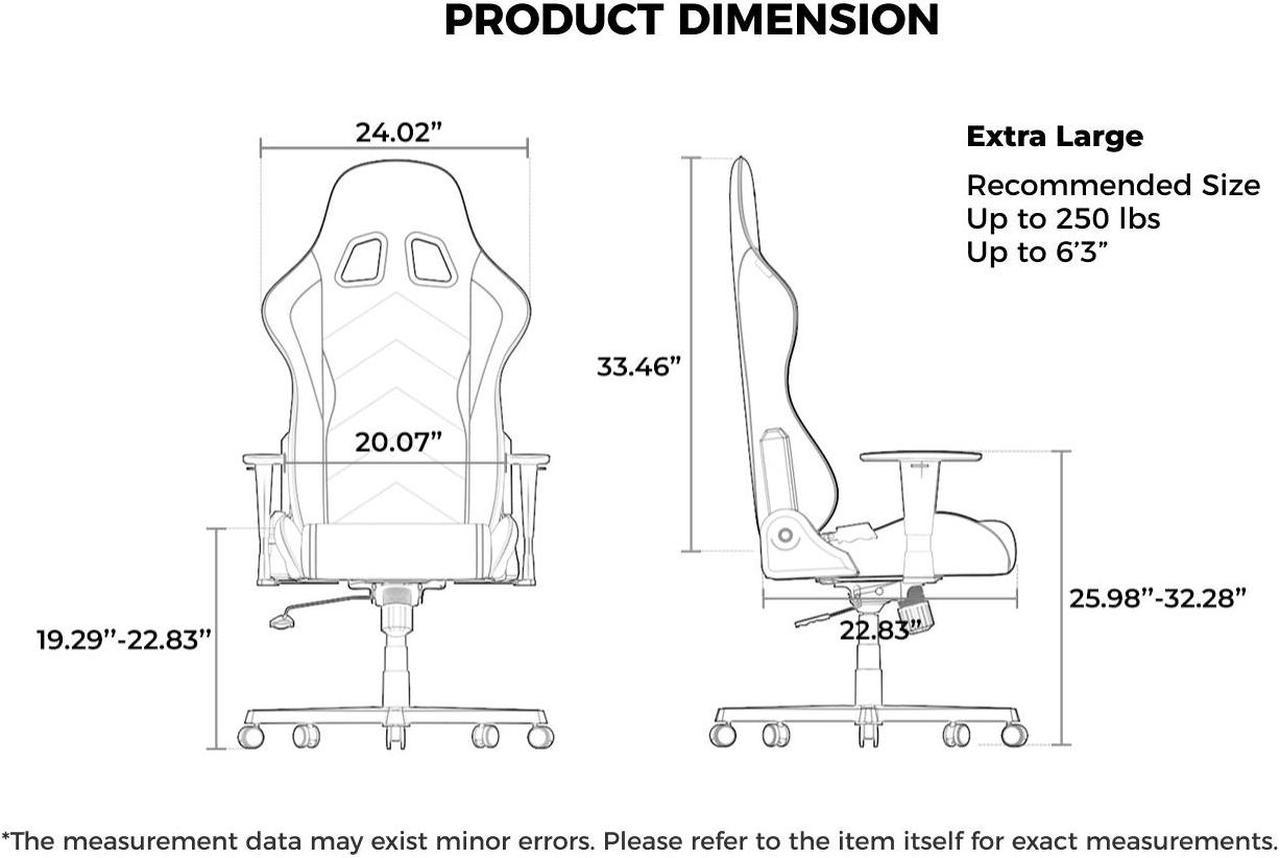 PRODUCT DIMENSION
24.02”
Extra Large
Recommended Size
Up to 250 lbs
Up to 6’3”
33.46”
20.07”
25.98”-32.28”
19.29”-22.83”
22.83”
*The measurement data may exist minor errors. Please refer to the item itself for exact measurements.